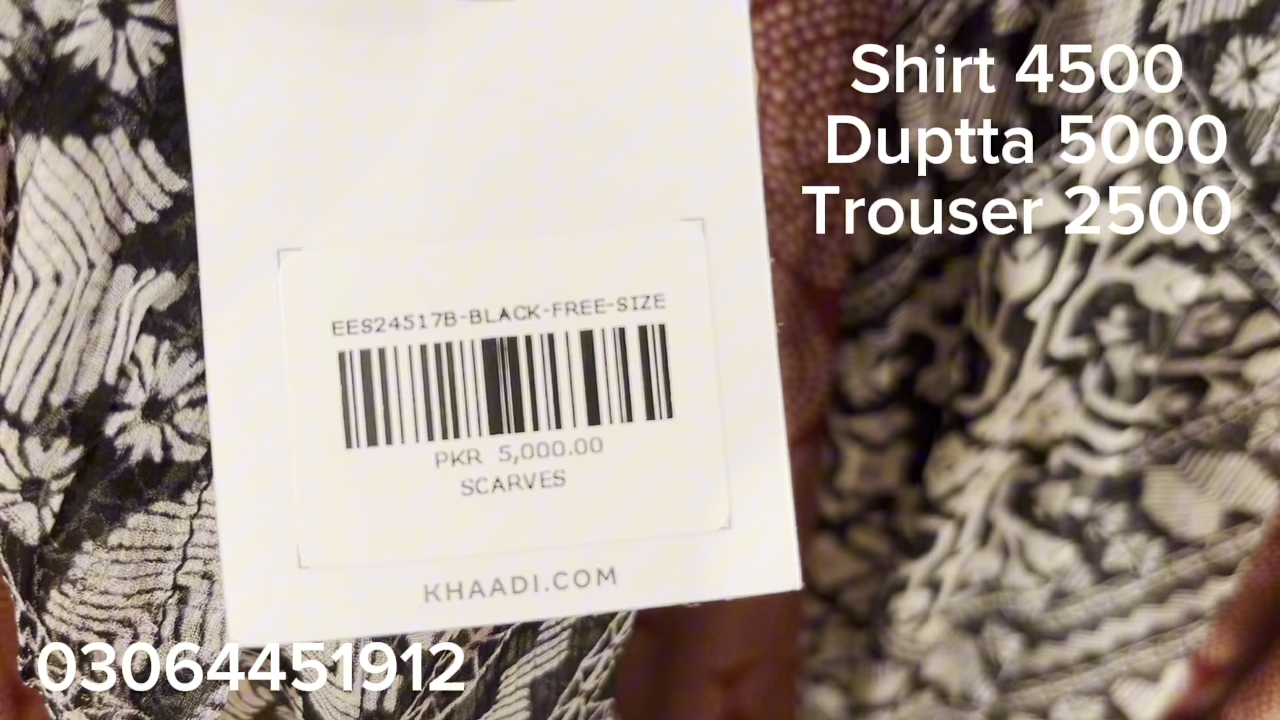 Shirt 4500
Duptta 5000
Trouser 2500
EES24517B-BLACK-FREE-SIZE
PKR 5,000.00
SCARVES
KHAADI.COM
03064451912